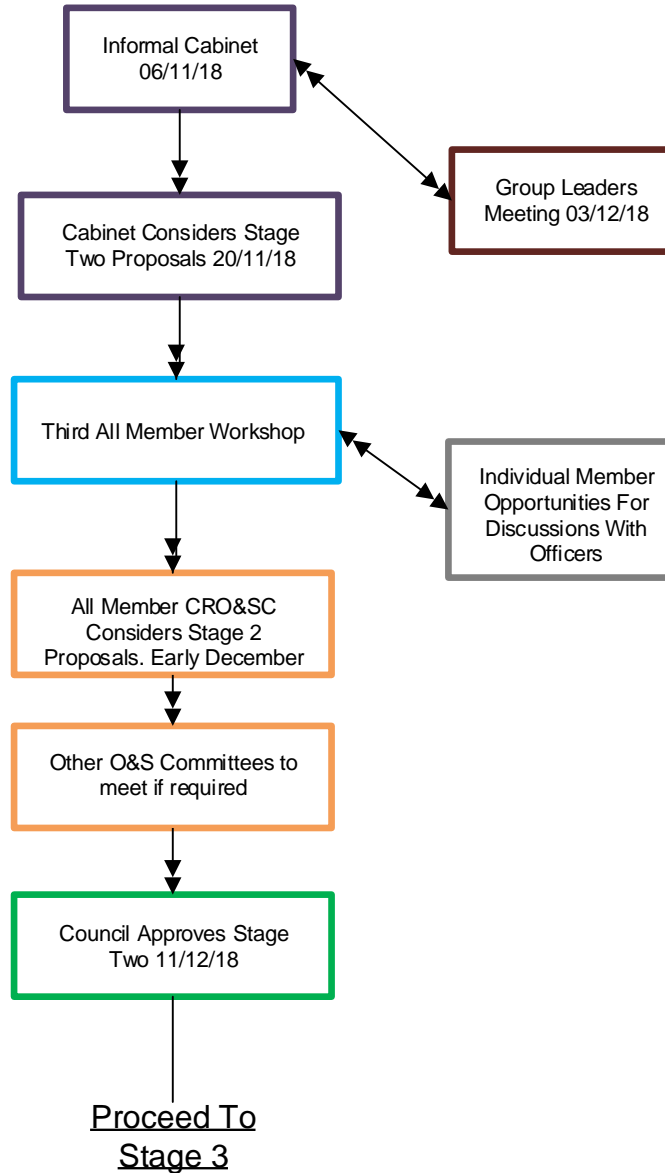 Informal Cabinet
06/11/18
Group Leaders
Meeting 03/12/18
Cabinet Considers Stage
Two Proposals 20/11/18
Third All Member Workshop
Individual Member
Opportunities For
Discussions With
Officers
All Member CRO&SC
Considers Stage 2
Proposals. Early December
Other O&S Committees to
meet if required
Council Approves Stage
Two 11/12/18
Proceed To
Stage 3